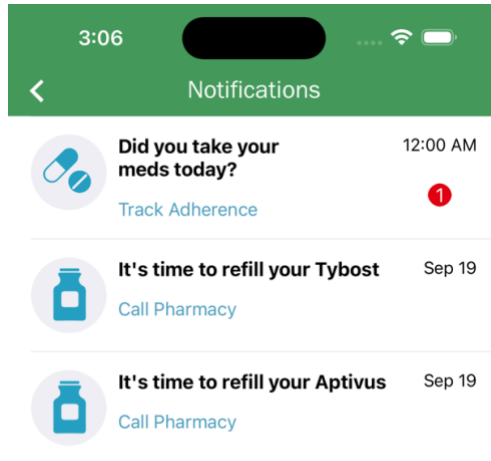 3:06
Notifications
Did you take your
meds today?
12:00 AM
Track Adherence
1
It's time to refill your Tybost
Sep 19
Call Pharmacy
It's time to refill your Aptivus
Sep 19
Call Pharmacy